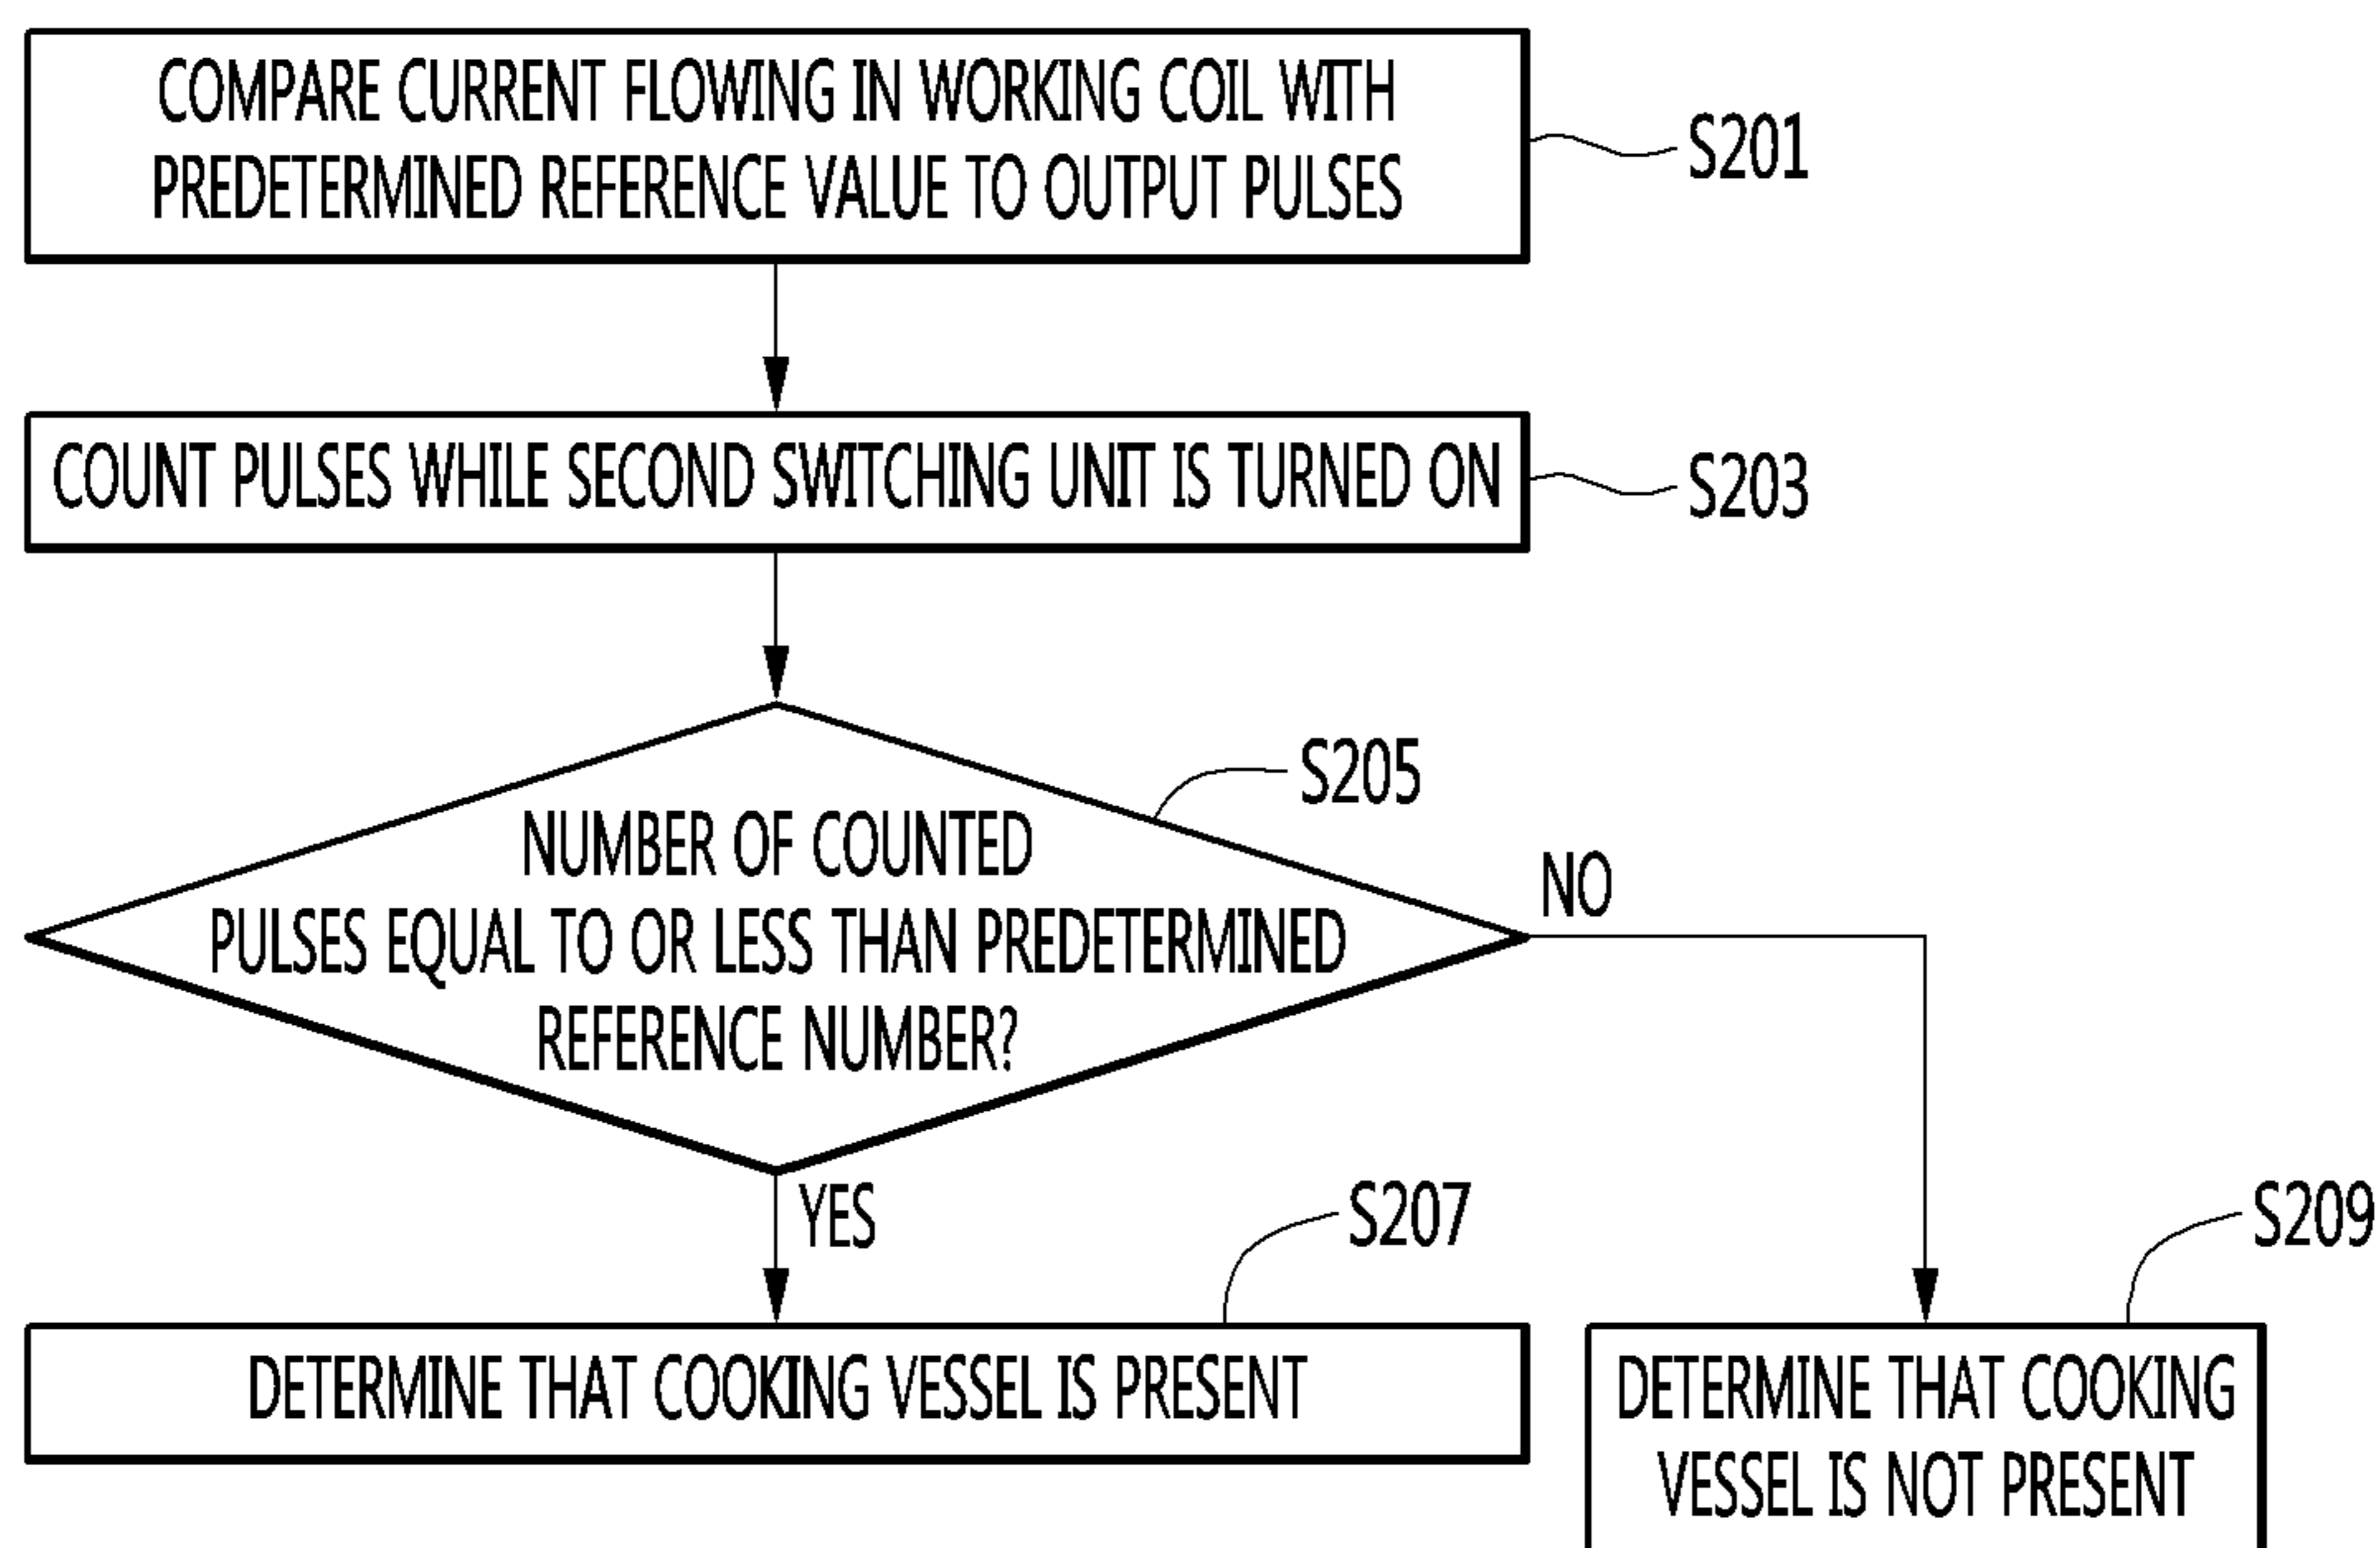 COMPARE CURRENT FLOWING IN WORKING COIL WITH
PREDETERMINED REFERENCE VALUE TO OUTPUT PULSES
S201
COUNT PULSES WHILE SECOND SWITCHING UNIT IS TURNED ON
S203
S205
NUMBER OF COUNTED
PULSES EQUAL TO OR LESS THAN PREDETERMINED
REFERENCE NUMBER?
NO
YES
S207
S209
DETERMINE THAT COOKING VESSEL IS PRESENT
DETERMINE THAT COOKING
VESSEL IS NOT PRESENT